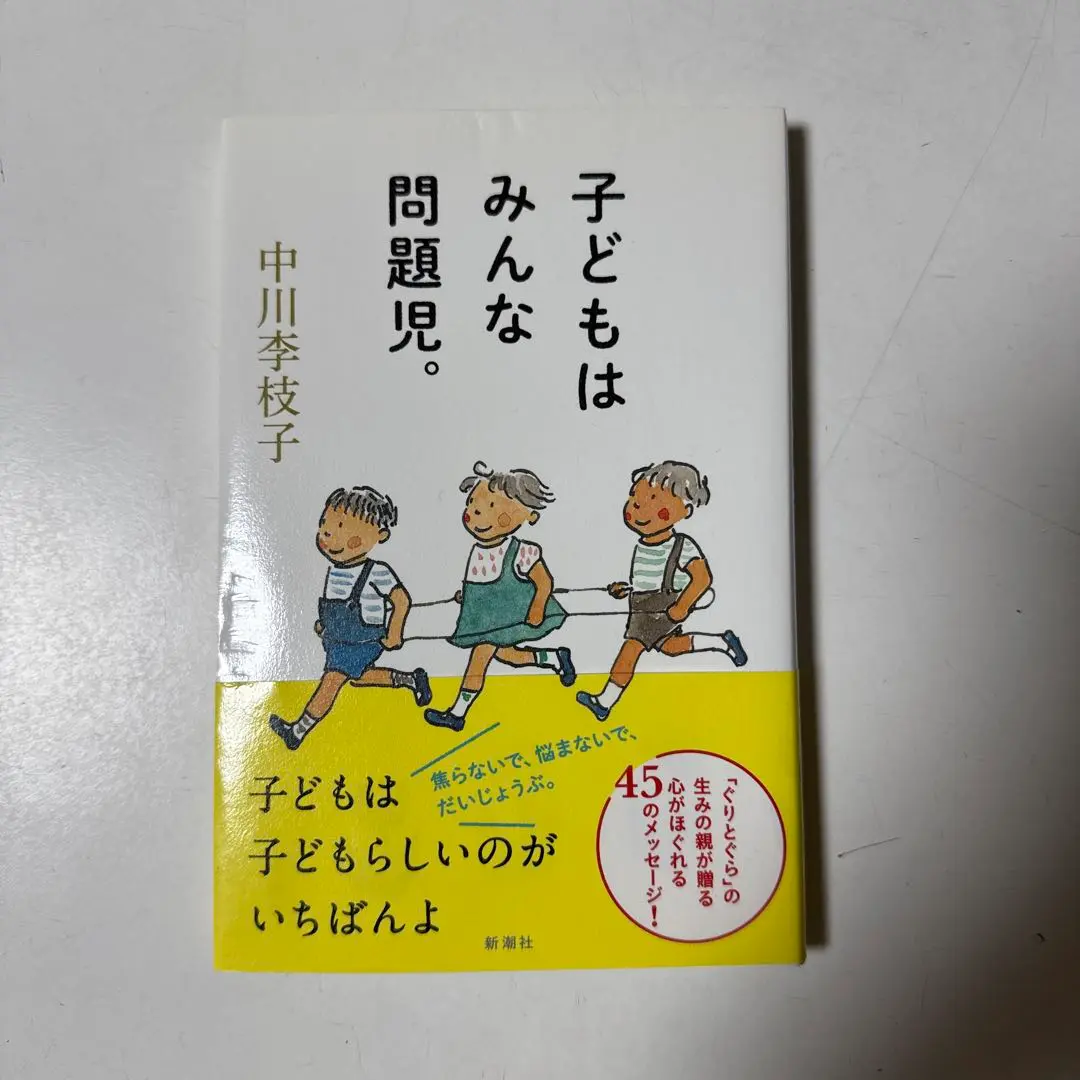 子どもは
みんな
問題児。
中川李枝子
焦らないで、悩まないで、
だいじょうぶ。
子どもは
子どもらしいのが
いちばんよ
「ぐりとぐら」の
生みの親が贈る
心がほぐれる
45のメッセージ!
新潮社